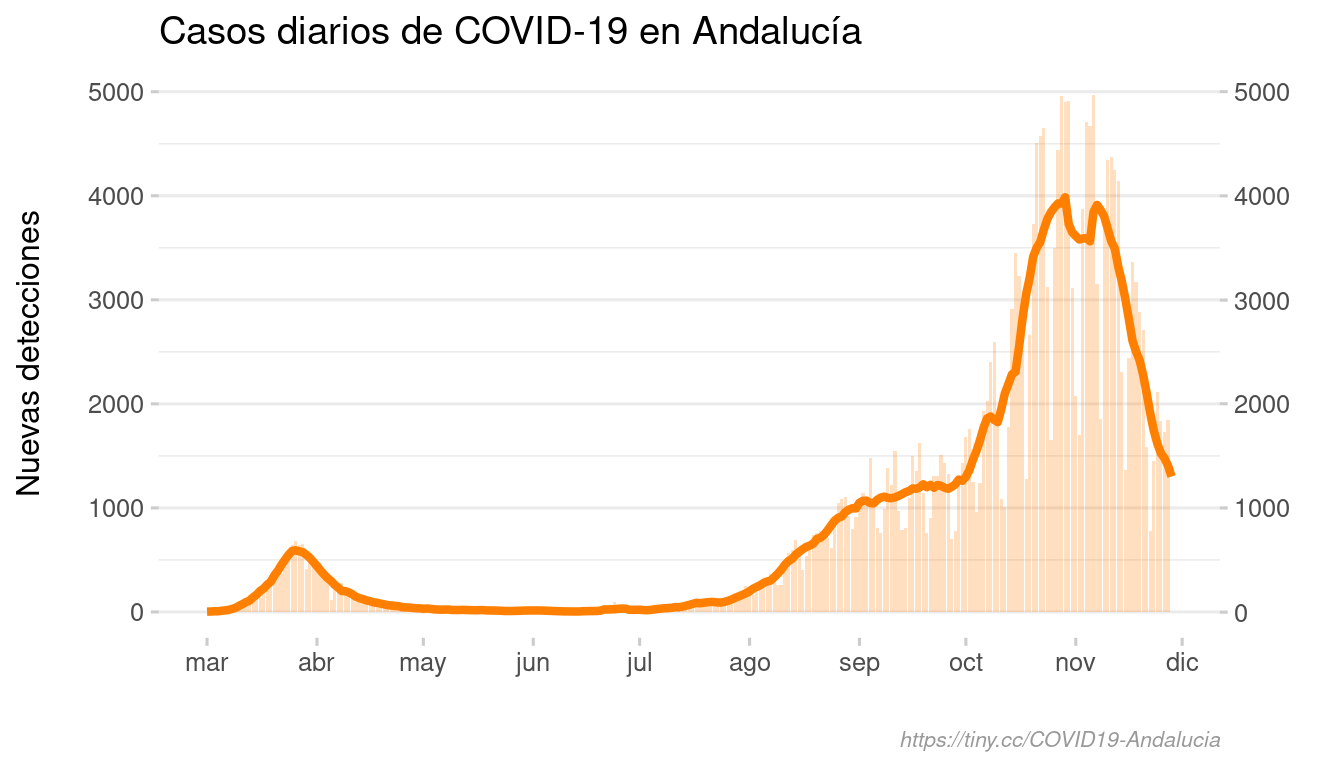 Casos diarios de COVID-19 en Andalucía
Nuevas detecciones
5000 5000
4000 4000
3000 3000
2000 2000
1000 1000
0 0
mar abr may jun jul ago sep oct nov dic
https://tiny.cc/COVID19-Andalucia